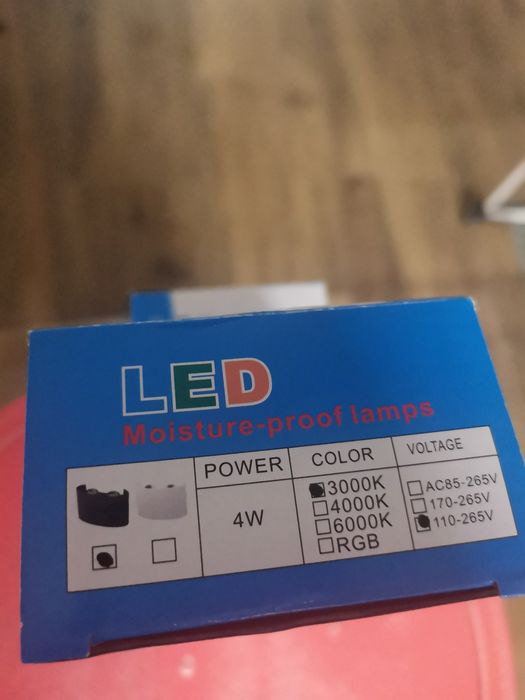 LED
Moisture-proof lamps
POWER COLOR VOLTAGE
4W
3000K
4000K
6000K
RGB
AC85-265V
170-265V
110-265V